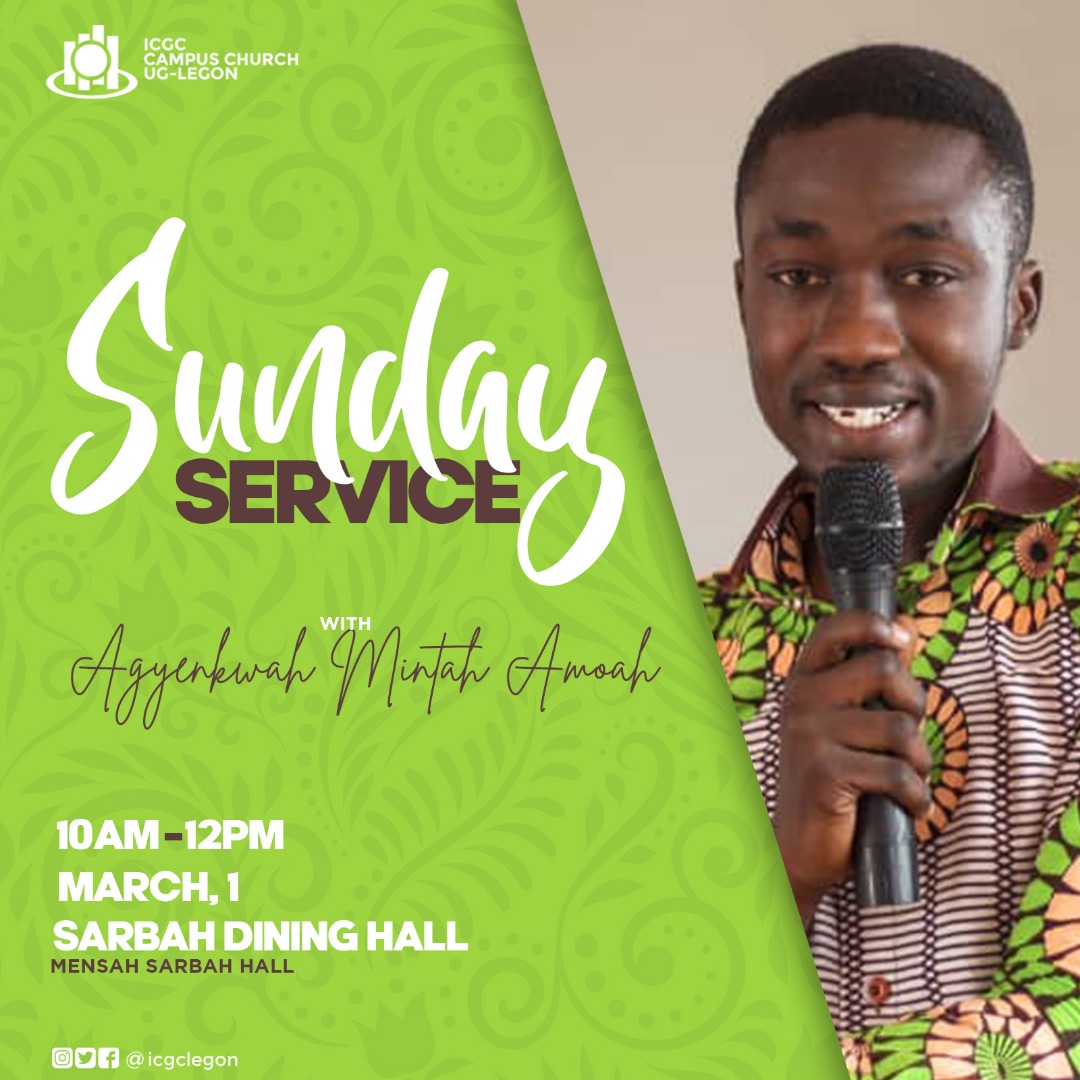 ICGC
CAMPUS CHURCH
UG-LEGON
Sunday
SERVICE
WITH
Agyenkwah Mintah Amoah
10AM - 12PM
MARCH, 1
SARBAH DINING HALL
MENSAH SARBAH HALL
@icgclegon